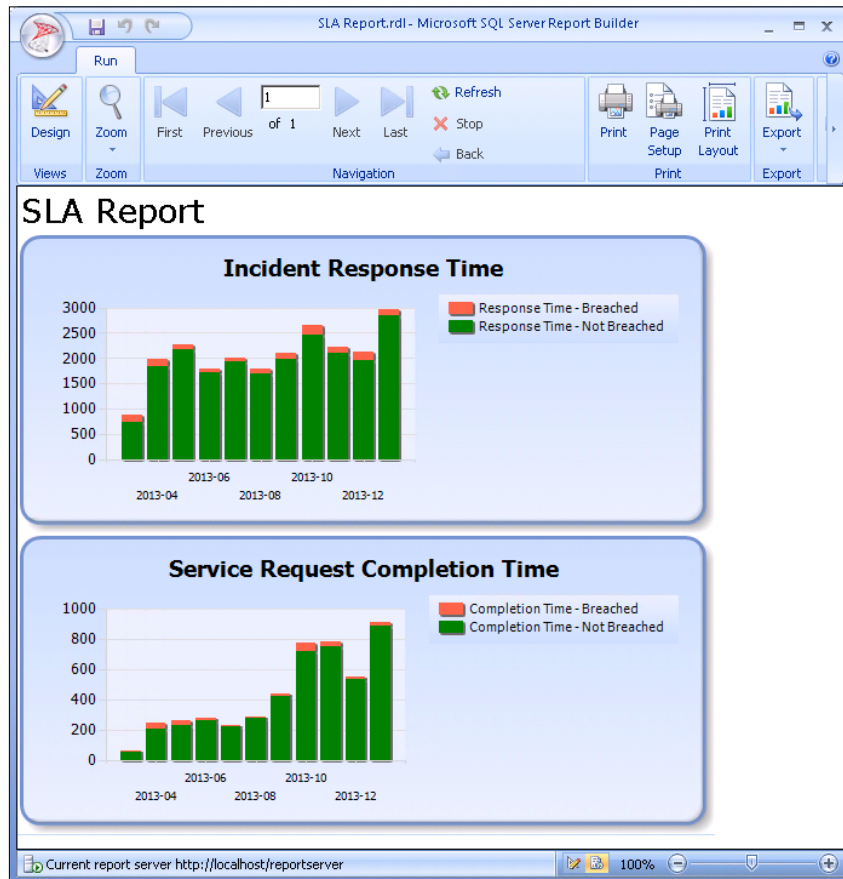 SLA Report.rdl - Microsoft SQL Server Report Builder
Run
Design
Zoom
First
Previous
1
of 1
Next
Last
Refresh
Stop
Back
Print
Page Setup
Print Layout
Export
Views
Zoom
Navigation
Print
Export
SLA Report
Incident Response Time
3000
2500
2000
1500
1000
500
0
2013-06
2013-10
2013-04
2013-08
2013-12
Response Time - Breached
Response Time - Not Breached
Service Request Completion Time
1000
800
600
400
200
0
2013-06
2013-10
2013-04
2013-08
2013-12
Completion Time - Breached
Completion Time - Not Breached
Current report server http://localhost/reportserver
100%